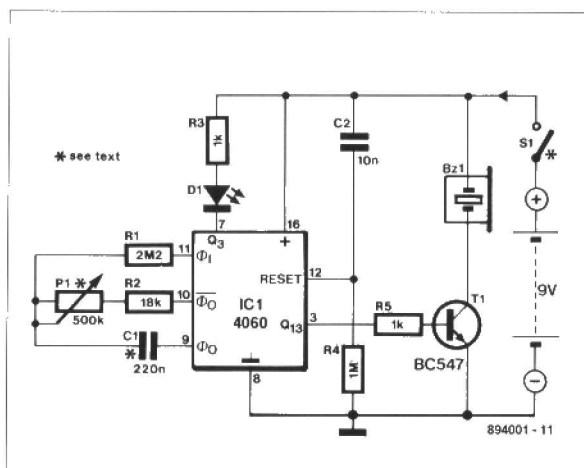 R3
1k
C2
10n
S1
*
* see text
D1
Bz1
+
7
16
Q3
+
R1
2M2
11
ΦI
RESET
12
9V
P1 *
500k
R2
18k
10
Φ̅O̅
IC1
4060
Q13
3
R5
1k
T1
C1
*
220n
9
ΦO
R4
1M
BC547
8
−
894001 - 11